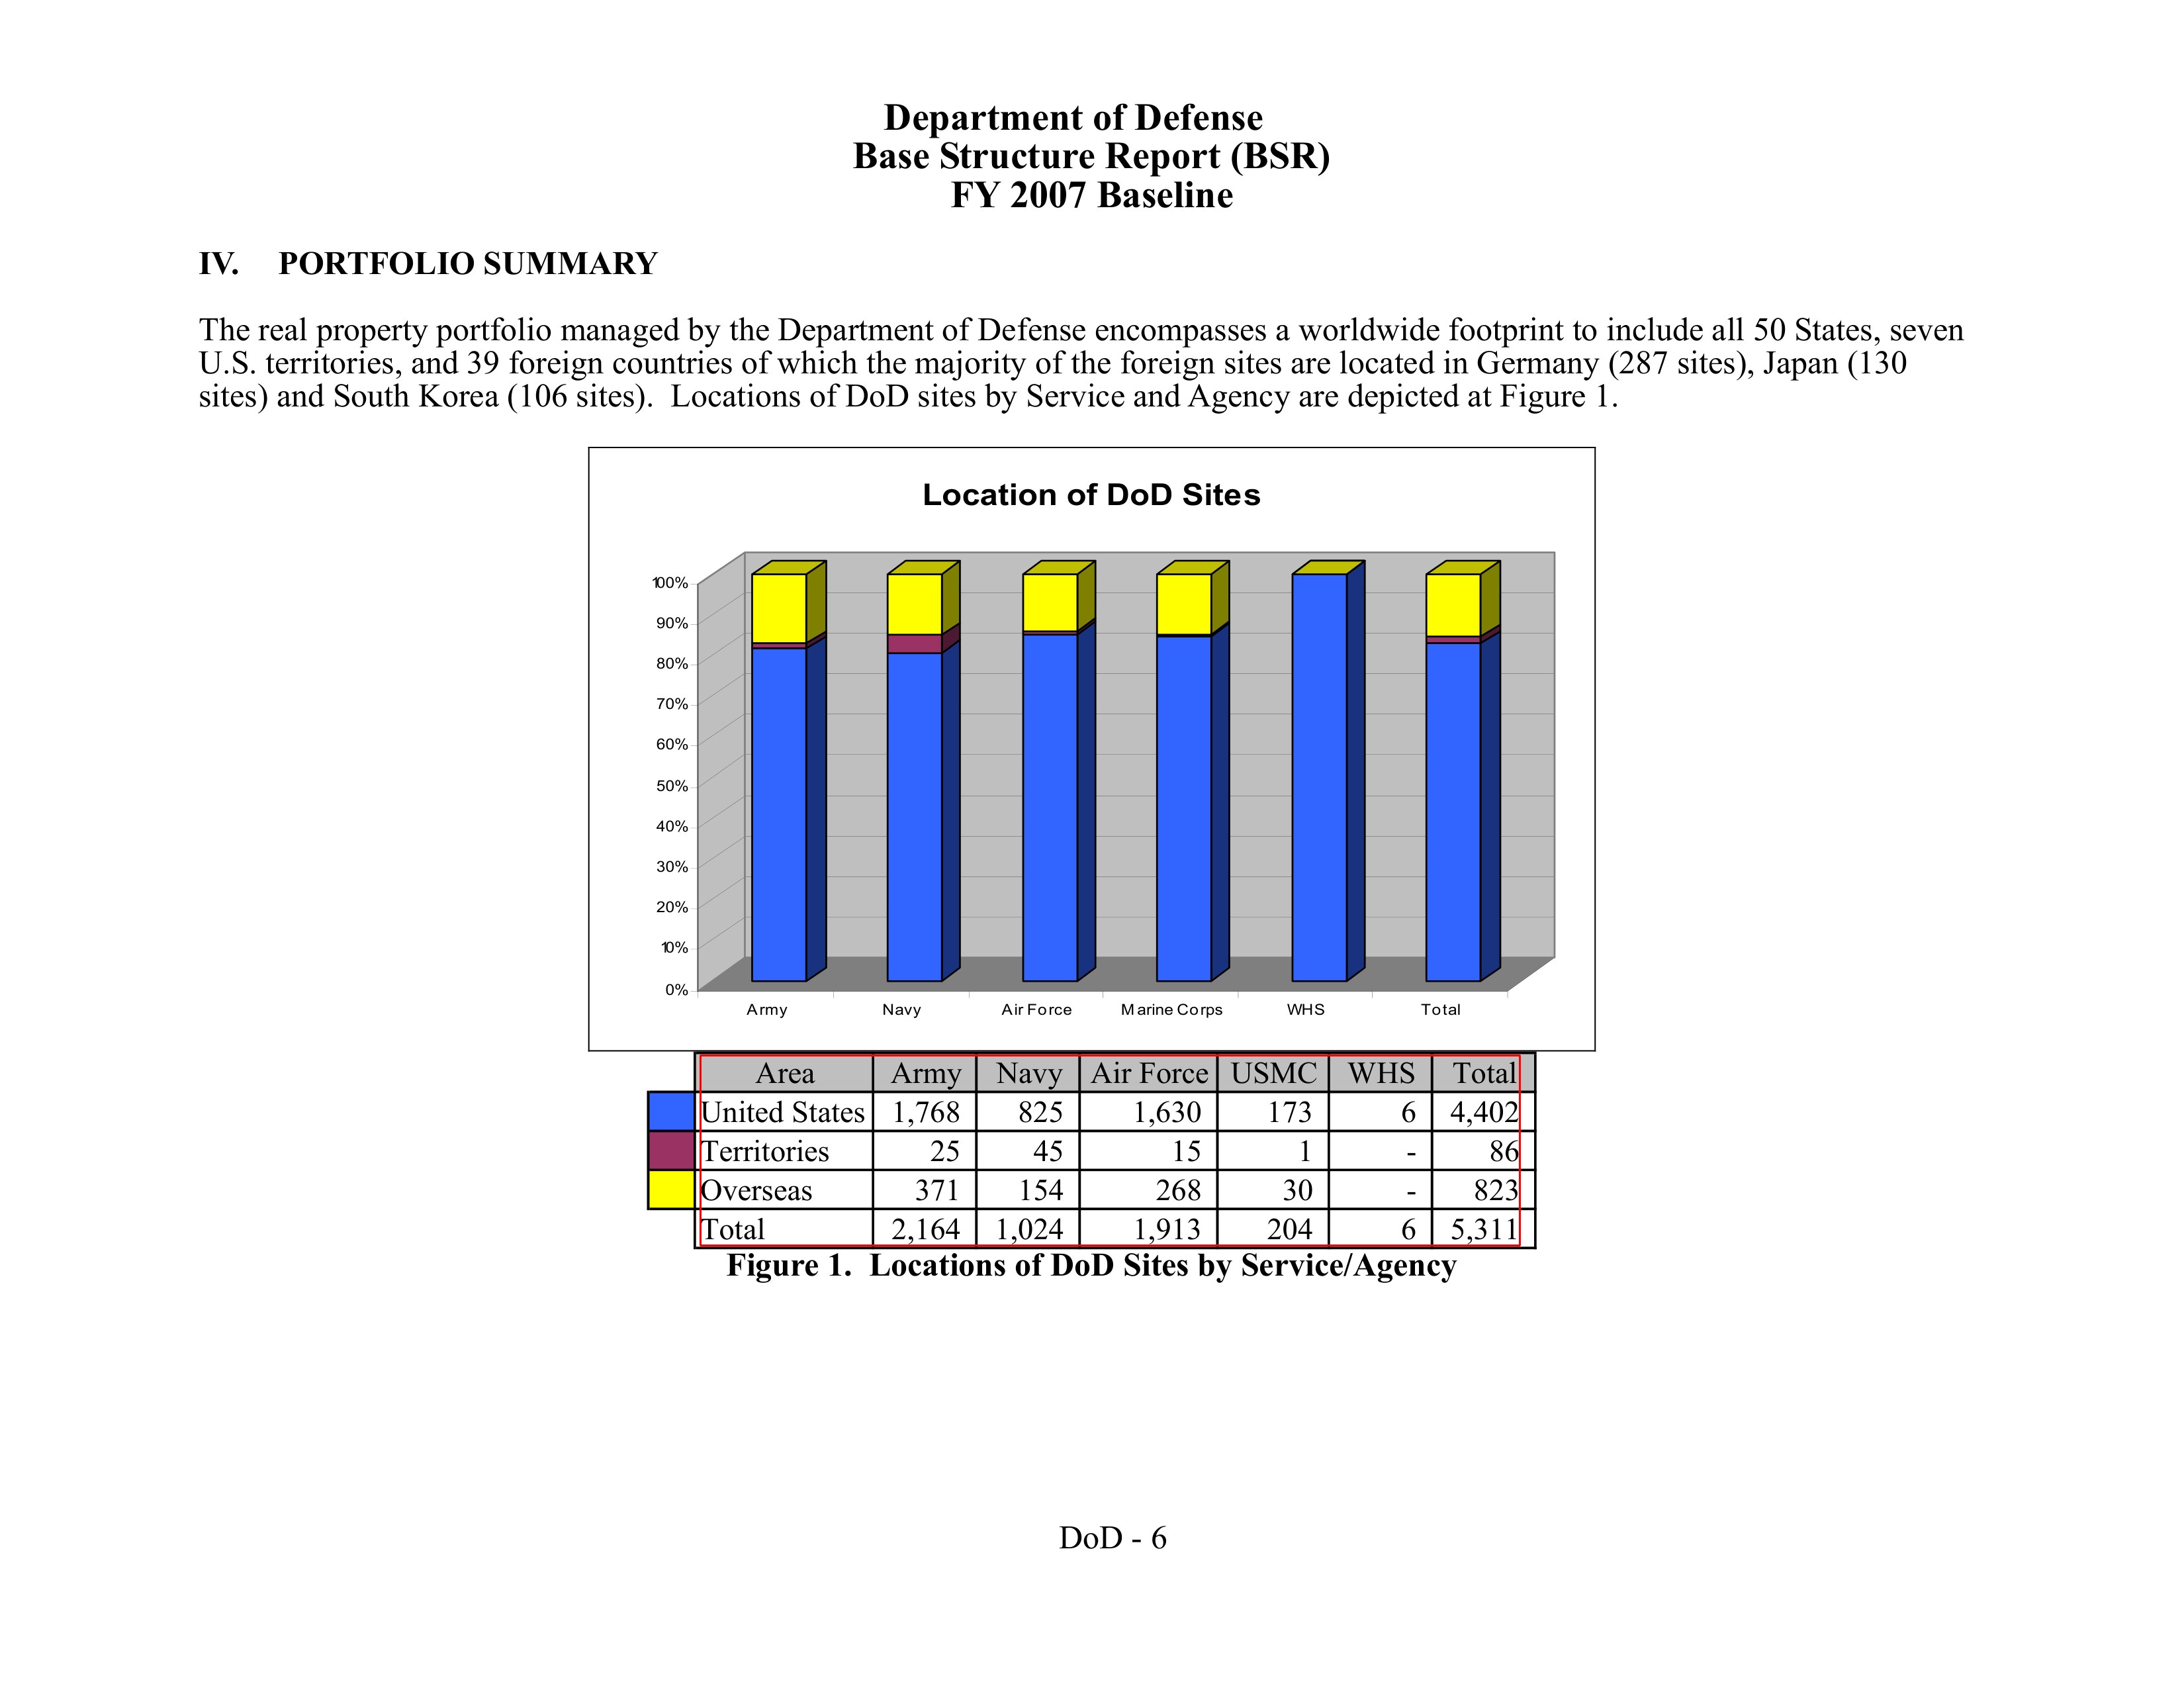 Department of Defense
Base Structure Report (BSR)
FY 2007 Baseline
IV. PORTFOLIO SUMMARY
The real property portfolio managed by the Department of Defense encompasses a worldwide footprint to include all 50 States, seven
U.S. territories, and 39 foreign countries of which the majority of the foreign sites are located in Germany (287 sites), Japan (130
sites) and South Korea (106 sites). Locations of DoD sites by Service and Agency are depicted at Figure 1.
Location of DoD Sites
100%
90%
80%
70%
60%
50%
40%
30%
20%
10%
0%
Army Navy Air Force Marine Corps WHS Total
Area Army Navy Air Force USMC WHS Total
United States 1,768 825 1,630 173 6 4,402
Territories 25 45 15 1 - 86
Overseas 371 154 268 30 - 823
Total 2,164 1,024 1,913 204 6 5,311
Figure 1. Locations of DoD Sites by Service/Agency
DoD - 6